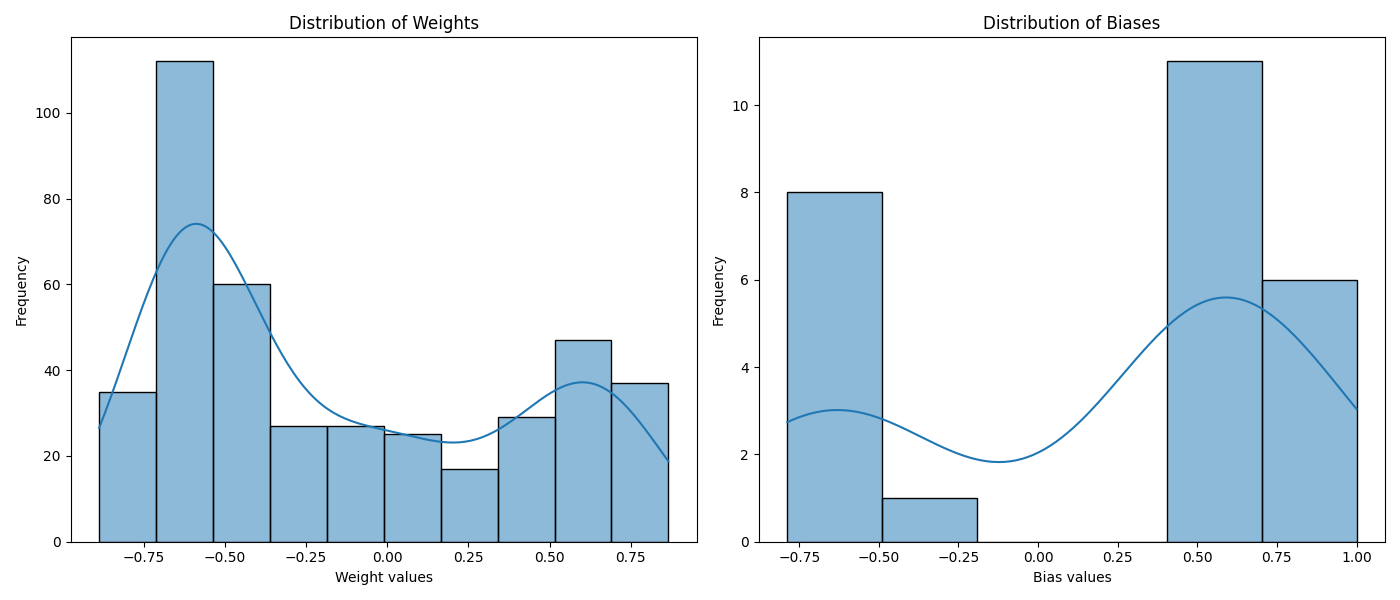 Distribution of Weights
Frequency
100
80
60
40
20
0
−0.75 −0.50 −0.25 0.00 0.25 0.50 0.75
Weight values
Distribution of Biases
Frequency
10
8
6
4
2
0
−0.75 −0.50 −0.25 0.00 0.25 0.50 0.75 1.00
Bias values